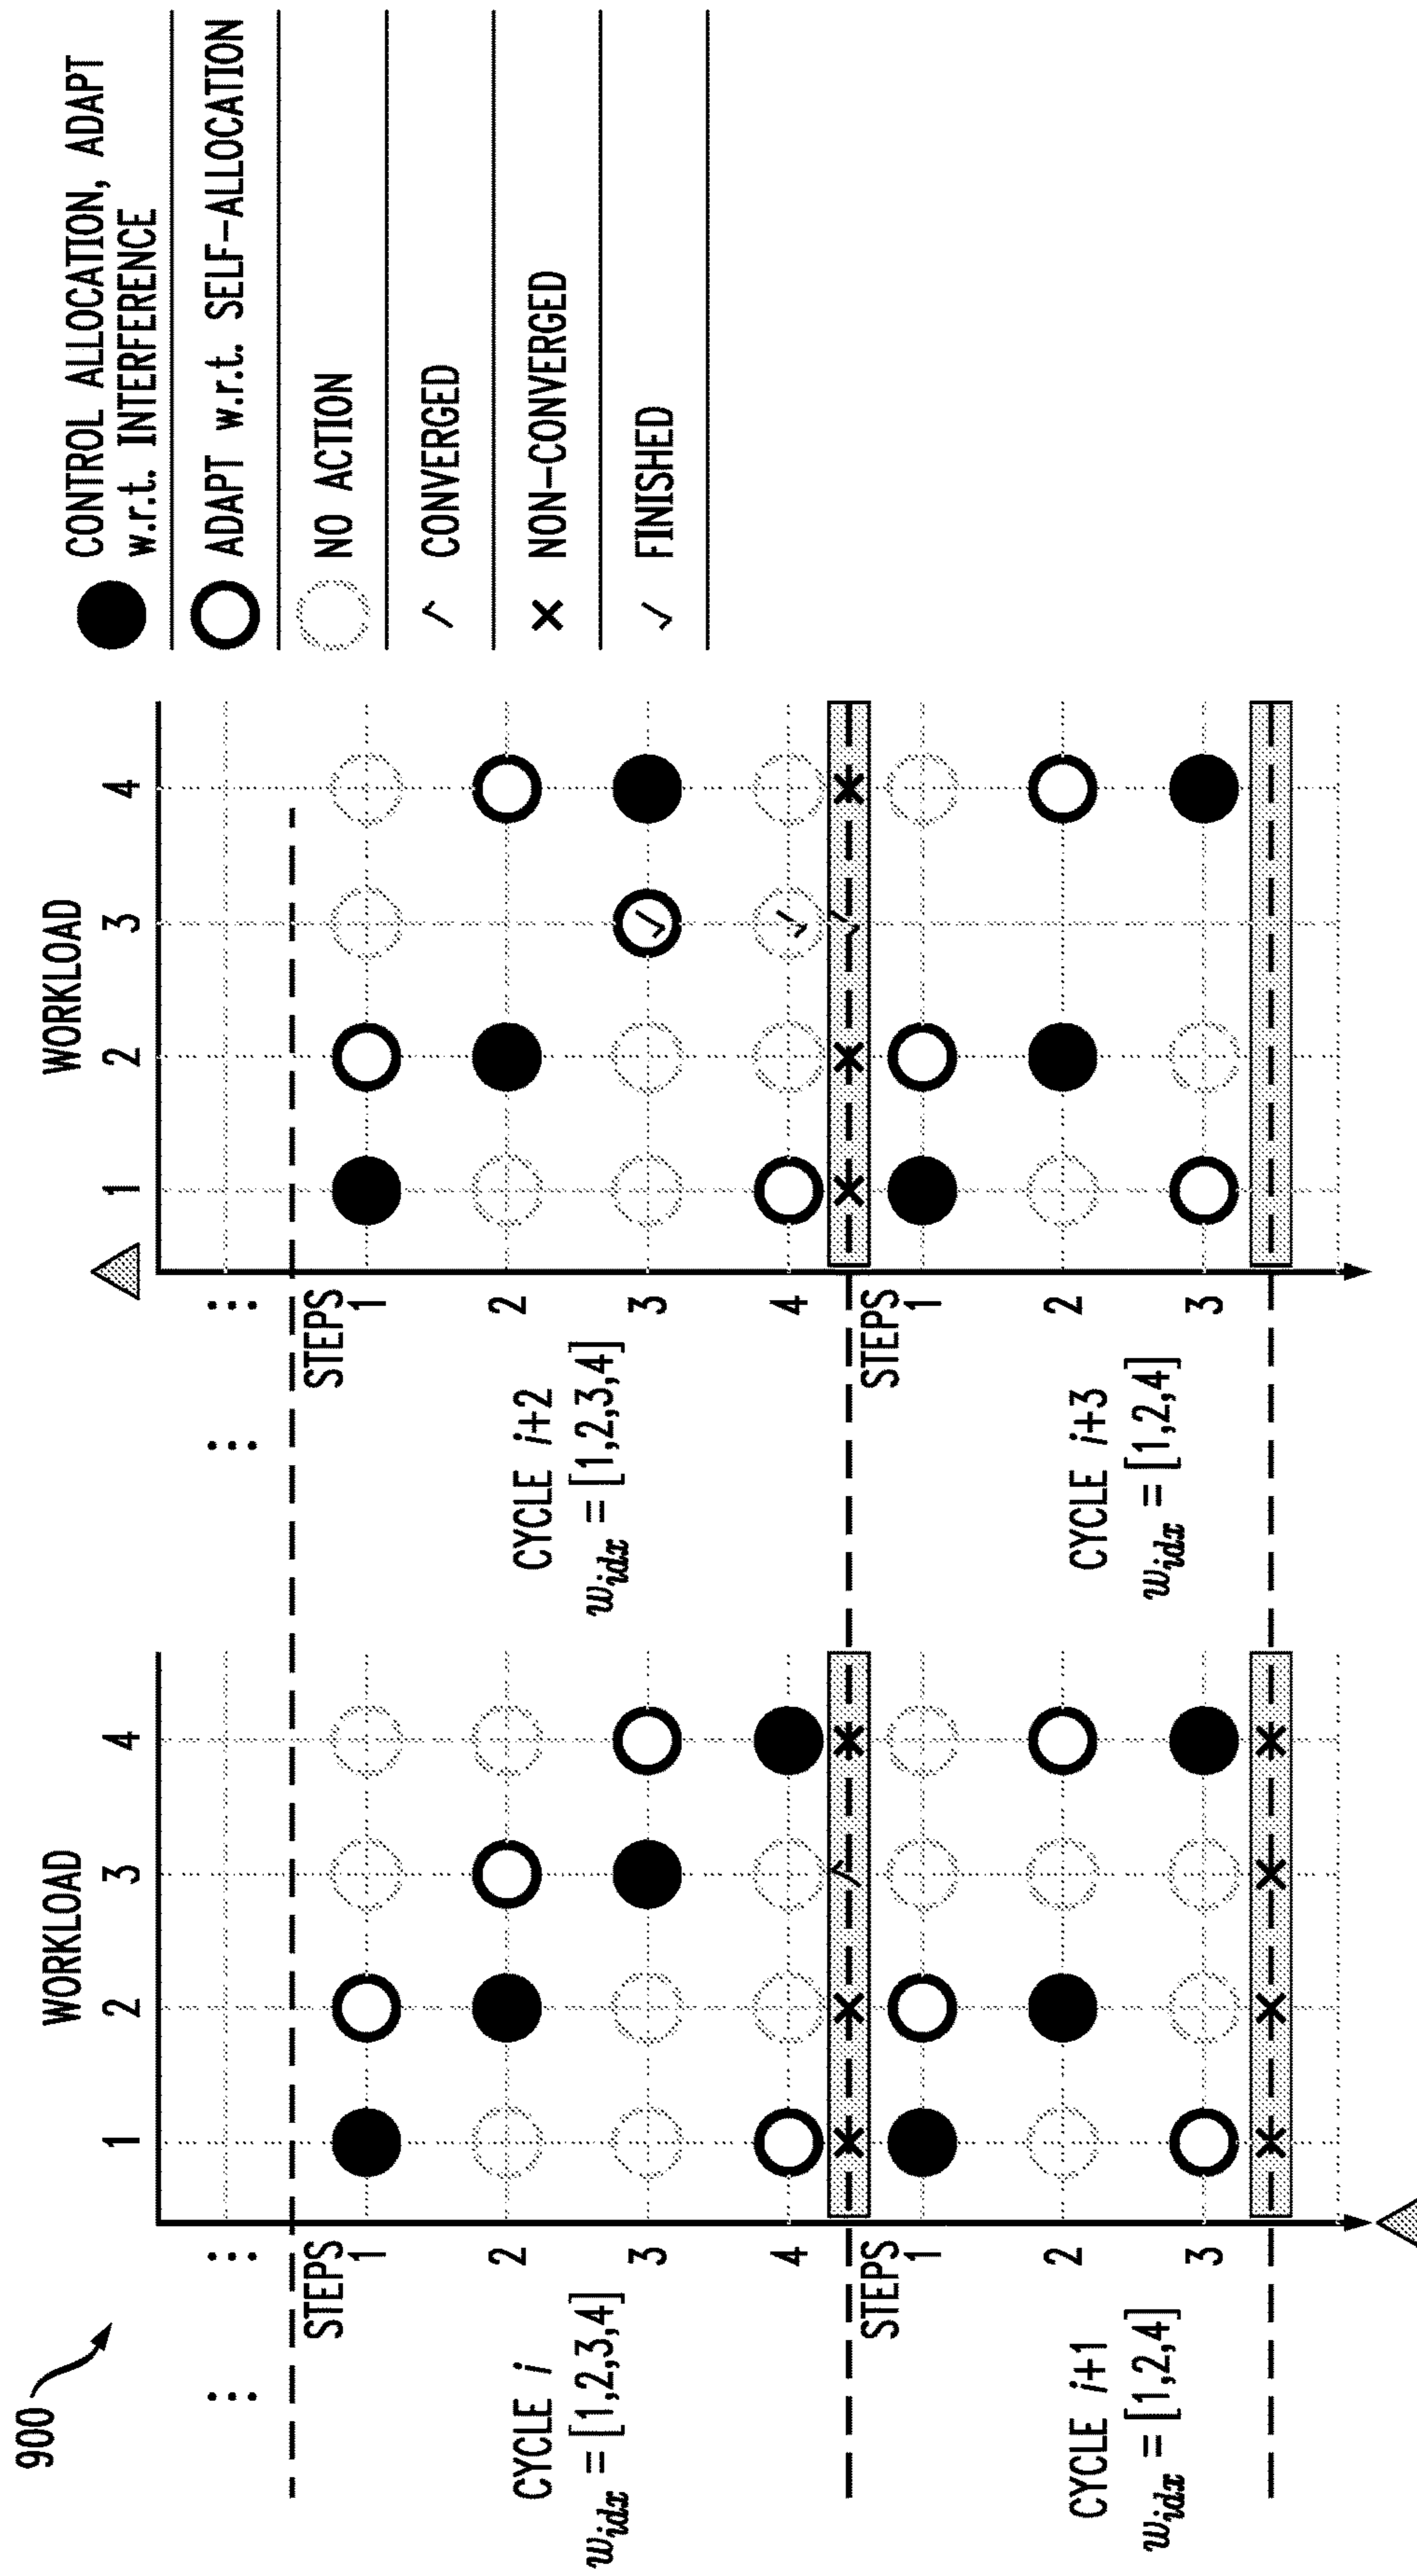 900
WORKLOAD
1 2 3 4
STEPS
1
2
3
4
CYCLE i
w_idx = [1,2,3,4]
STEPS
1
2
3
CYCLE i+1
w_idx = [1,2,4]
WORKLOAD
1 2 3 4
STEPS
1
2
3
4
CYCLE i+2
w_idx = [1,2,3,4]
STEPS
1
2
3
CYCLE i+3
w_idx = [1,2,4]
CONTROL ALLOCATION, ADAPT
w.r.t. INTERFERENCE
ADAPT w.r.t. SELF-ALLOCATION
NO ACTION
CONVERGED
NON-CONVERGED
FINISHED